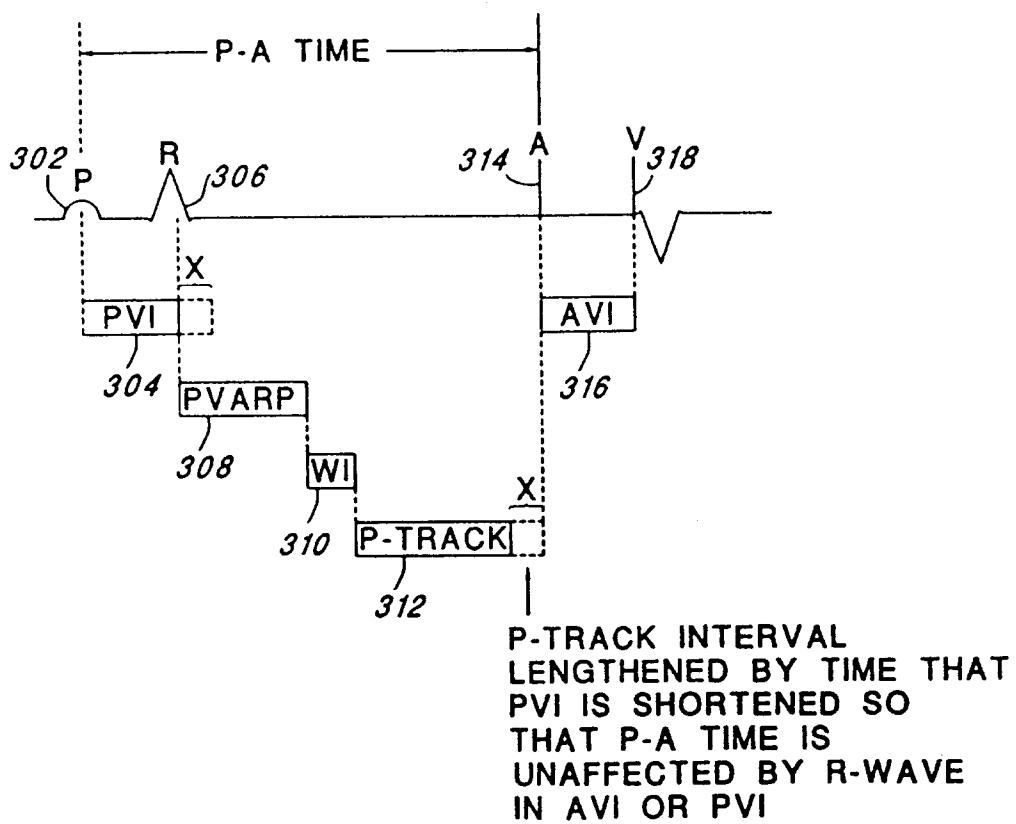 P-A TIME
302
P
R
306
314
A
V
318
X
PVI
304
AVI
316
PVARP
308
WI
310
X
P-TRACK
312
P-TRACK INTERVAL
LENGTHENED BY TIME THAT
PVI IS SHORTENED SO
THAT P-A TIME IS
UNAFFECTED BY R-WAVE
IN AVI OR PVI